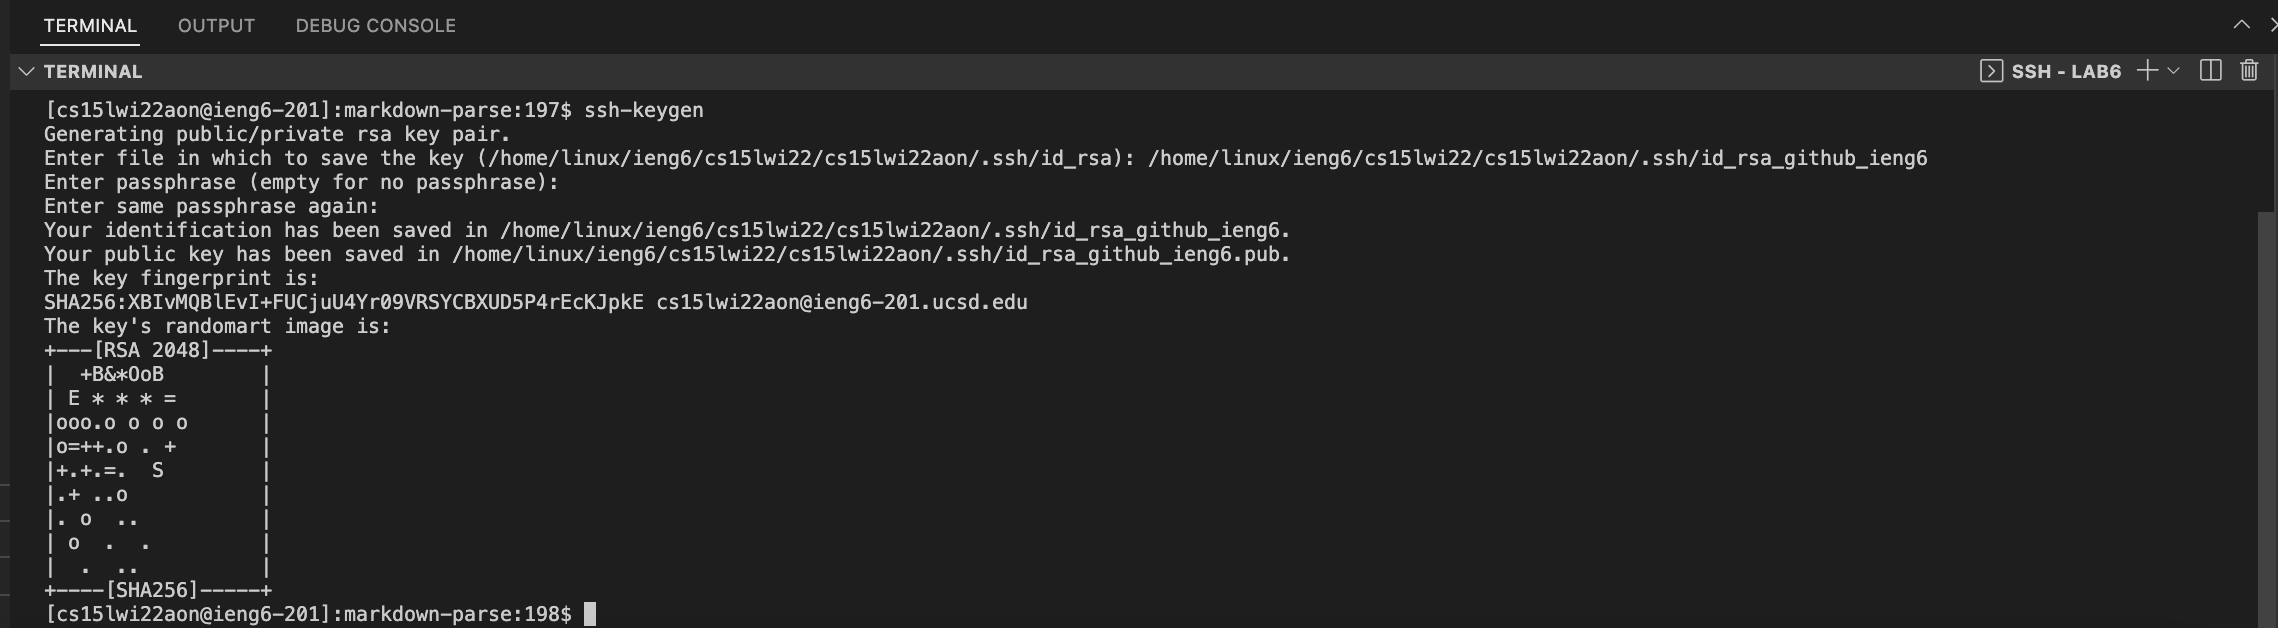 TERMINAL OUTPUT DEBUG CONSOLE
TERMINAL SSH - LAB6
[cs15lwi22aon@ieng6-201]:markdown-parse:197$ ssh-keygen
Generating public/private rsa key pair.
Enter file in which to save the key (/home/linux/ieng6/cs15lwi22/cs15lwi22aon/.ssh/id_rsa): /home/linux/ieng6/cs15lwi22/cs15lwi22aon/.ssh/id_rsa_github_ieng6
Enter passphrase (empty for no passphrase):
Enter same passphrase again:
Your identification has been saved in /home/linux/ieng6/cs15lwi22/cs15lwi22aon/.ssh/id_rsa_github_ieng6.
Your public key has been saved in /home/linux/ieng6/cs15lwi22/cs15lwi22aon/.ssh/id_rsa_github_ieng6.pub.
The key fingerprint is:
SHA256:XBIvMQBlEvI+FUCjuU4Yr09VRSYCBXUD5P4rEcKJpkE cs15lwi22aon@ieng6-201.ucsd.edu
The key's randomart image is:
+---[RSA 2048]----+
|  +B&*OoB        |
| E * * * =       |
|ooo.o o o o      |
|o=++.o . +       |
|+.+.=.  S        |
|.+ ..o           |
|. o  ..          |
| o  .  .         |
|  .  ..          |
+----[SHA256]-----+
[cs15lwi22aon@ieng6-201]:markdown-parse:198$